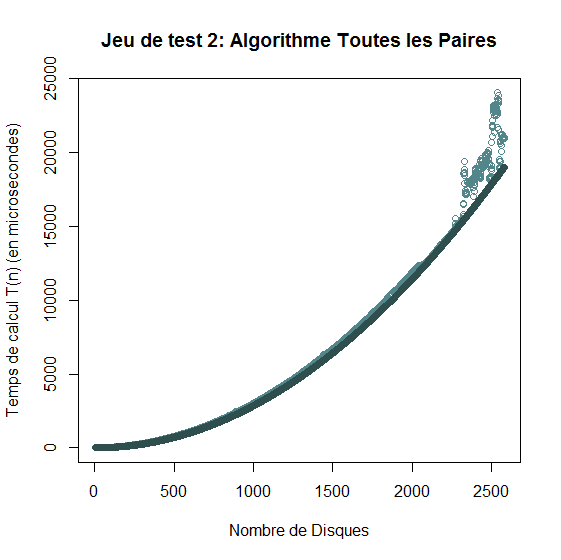 Jeu de test 2: Algorithme Toutes les Paires
Temps de calcul T(n) (en microsecondes)
25000
20000
15000
10000
5000
0
0 500 1000 1500 2000 2500
Nombre de Disques